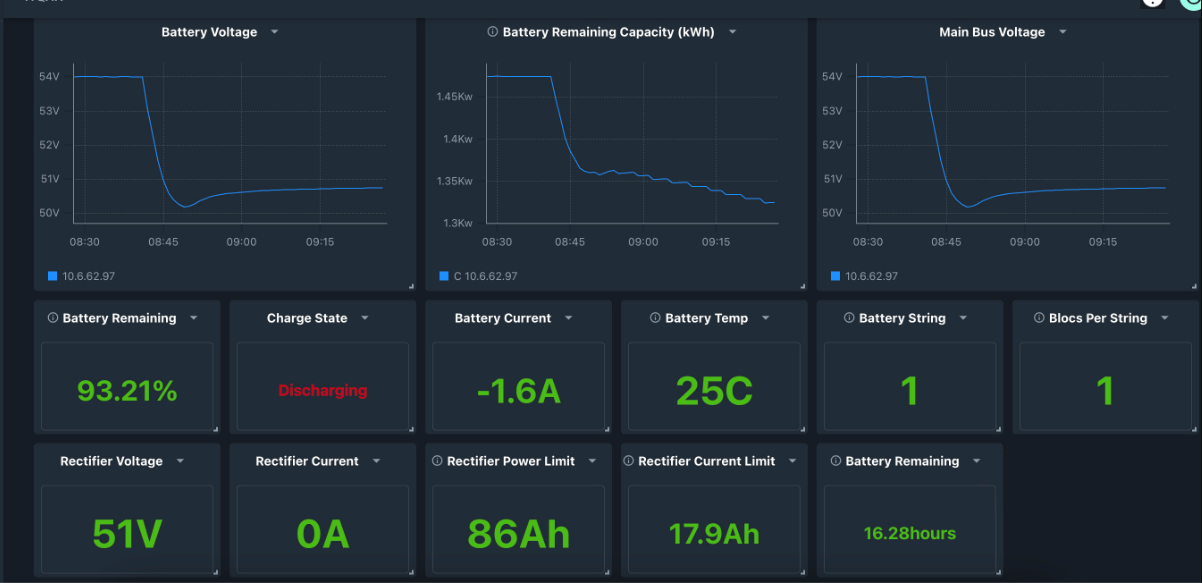 Battery Voltage
54V
53V
52V
51V
50V
08:30 08:45 09:00 09:15
10.6.62.97
Battery Remaining Capacity (kWh)
1.45Kw
1.4Kw
1.35Kw
1.3Kw
08:30 08:45 09:00 09:15
C 10.6.62.97
Main Bus Voltage
54V
53V
52V
51V
50V
08:30 08:45 09:00 09:15
10.6.62.97
Battery Remaining
93.21%
Charge State
Discharging
Battery Current
-1.6A
Battery Temp
25C
Battery String
1
Blocs Per String
1
Rectifier Voltage
51V
Rectifier Current
0A
Rectifier Power Limit
86Ah
Rectifier Current Limit
17.9Ah
Battery Remaining
16.28hours